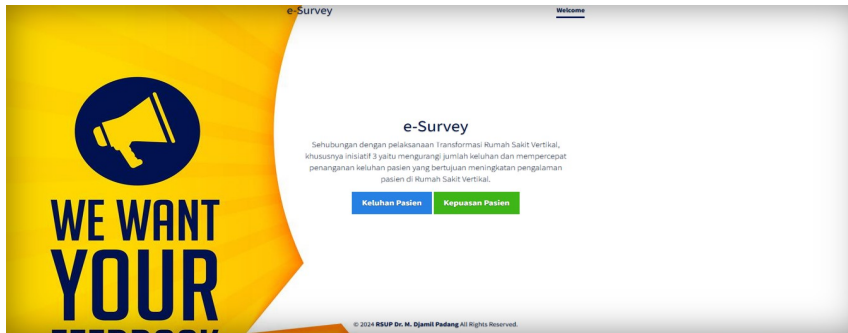 e-Survey
Welcome
WE WANT
YOUR
e-Survey
Sehubungan dengan pelaksanaan Transformasi Rumah Sakit Vertikal,
khususnya inisiatif 3 yaitu mengurangi jumlah keluhan dan mempercepat
penanganan keluhan pasien yang bertujuan meningkatan pengalaman
pasien di Rumah Sakit Vertikal.
Keluhan Pasien
Kepuasan Pasien
© 2024 RSUP Dr. M. Djamil Padang All Rights Reserved.